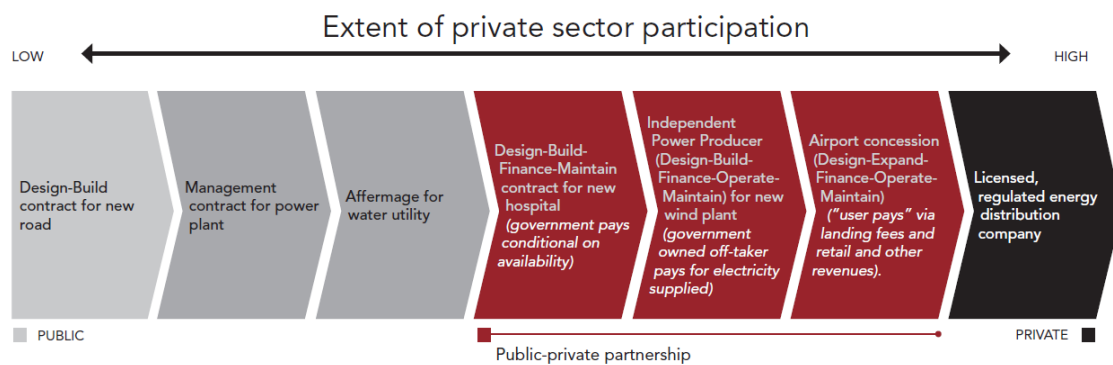 Extent of private sector participation
LOW
HIGH
Design-Build
contract for new
road
Management
contract for power
plant
Affermage for
water utility
Design-Build-
Finance-Maintain
contract for new
hospital
(government pays
conditional on
availability)
Independent
Power Producer
(Design-Build-
Finance-Operate-
Maintain) for new
wind plant
(government
owned off-taker
pays for electricity
supplied)
Airport concession
(Design-Expand-
Finance-Operate-
Maintain)
(“user pays” via
landing fees and
retail and other
revenues).
Licensed,
regulated energy
distribution
company
PUBLIC
Public-private partnership
PRIVATE